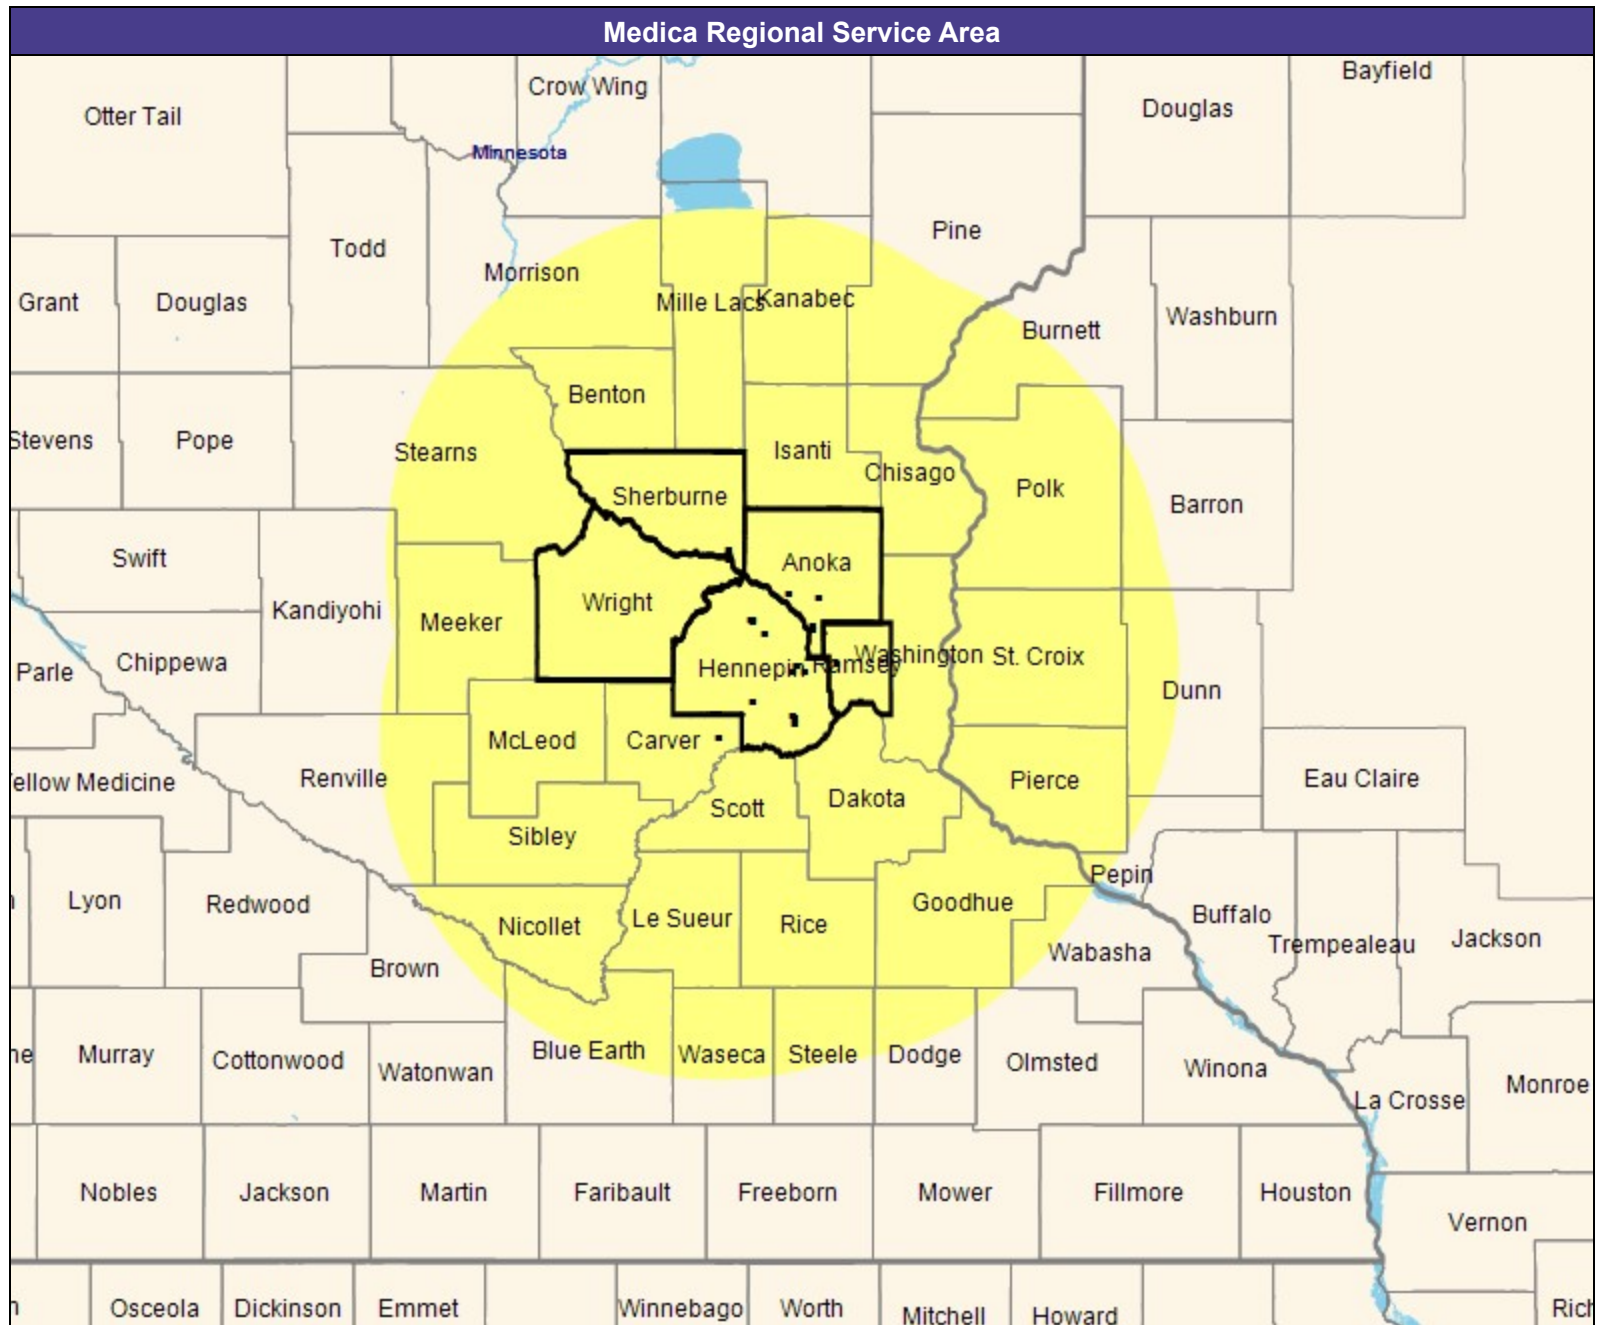 Medica Regional Service Area
Bayfield
Crow Wing
Otter Tail
Douglas
Minnesota
Pine
Todd
Morrison
Grant
Douglas
Mille Lacs
Kanabec
Burnett
Washburn
Benton
Stevens
Pope
Stearns
Isanti
Chisago
Polk
Barron
Sherburne
Swift
Anoka
Kandiyohi
Wright
Meeker
Parle
Chippewa
Hennepin
Ramsey
Washington
St. Croix
Dunn
McLeod
Carver
ellow Medicine
Renville
Pierce
Eau Claire
Scott
Dakota
Sibley
Pepin
Lyon
Redwood
Nicollet
Le Sueur
Rice
Goodhue
Buffalo
Trempealeau
Jackson
Brown
Wabasha
ne
Murray
Cottonwood
Watonwan
Blue Earth
Waseca
Steele
Dodge
Olmsted
Winona
La Crosse
Monroe
Nobles
Jackson
Martin
Faribault
Freeborn
Mower
Fillmore
Houston
Vernon
n
Osceola
Dickinson
Emmet
Winnebago
Worth
Mitchell
Howard
Rich